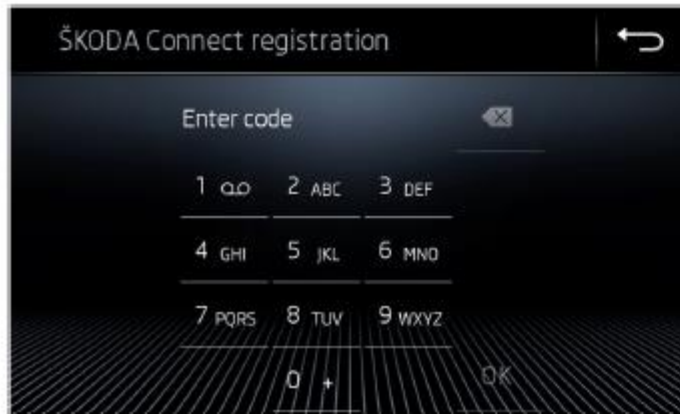 ŠKODA Connect registration
Enter code
1 2 ABC 3 DEF
4 GHI 5 JKL 6 MNO
7 PQRS 8 TUV 9 WXYZ
0 +
OK